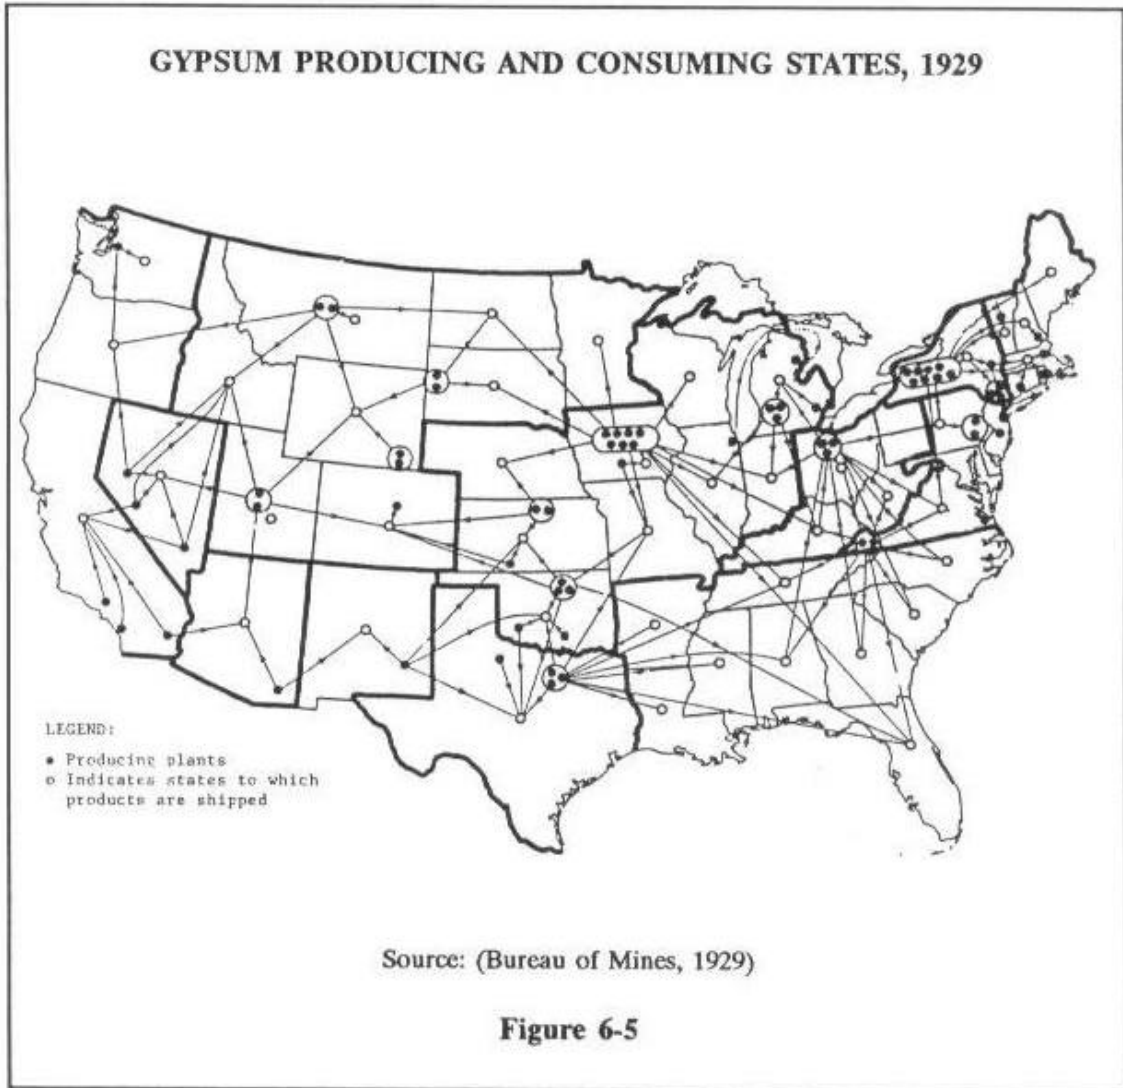 GYPSUM PRODUCING AND CONSUMING STATES, 1929
LEGEND:
• Producing plants
o Indicates states to which
products are shipped
Source: (Bureau of Mines, 1929)
Figure 6-5